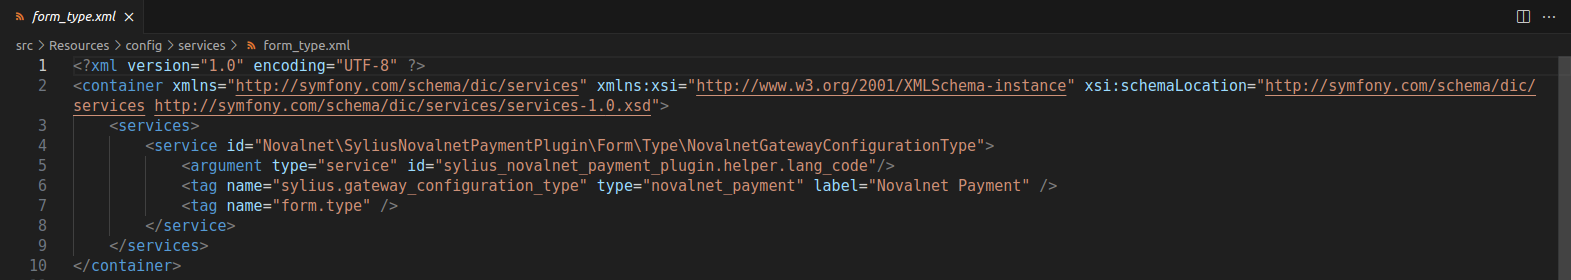 form_type.xml
src > Resources > config > services > form_type.xml
1 <?xml version="1.0" encoding="UTF-8" ?>
2 <container xmlns="http://symfony.com/schema/dic/services" xmlns:xsi="http://www.w3.org/2001/XMLSchema-instance" xsi:schemaLocation="http://symfony.com/schema/dic/
services http://symfony.com/schema/dic/services/services-1.0.xsd">
3     <services>
4         <service id="Novalnet\SyliusNovalnetPaymentPlugin\Form\Type\NovalnetGatewayConfigurationType">
5             <argument type="service" id="sylius_novalnet_payment_plugin.helper.lang_code"/>
6             <tag name="sylius.gateway_configuration_type" type="novalnet_payment" label="Novalnet Payment" />
7             <tag name="form.type" />
8         </service>
9     </services>
10 </container>